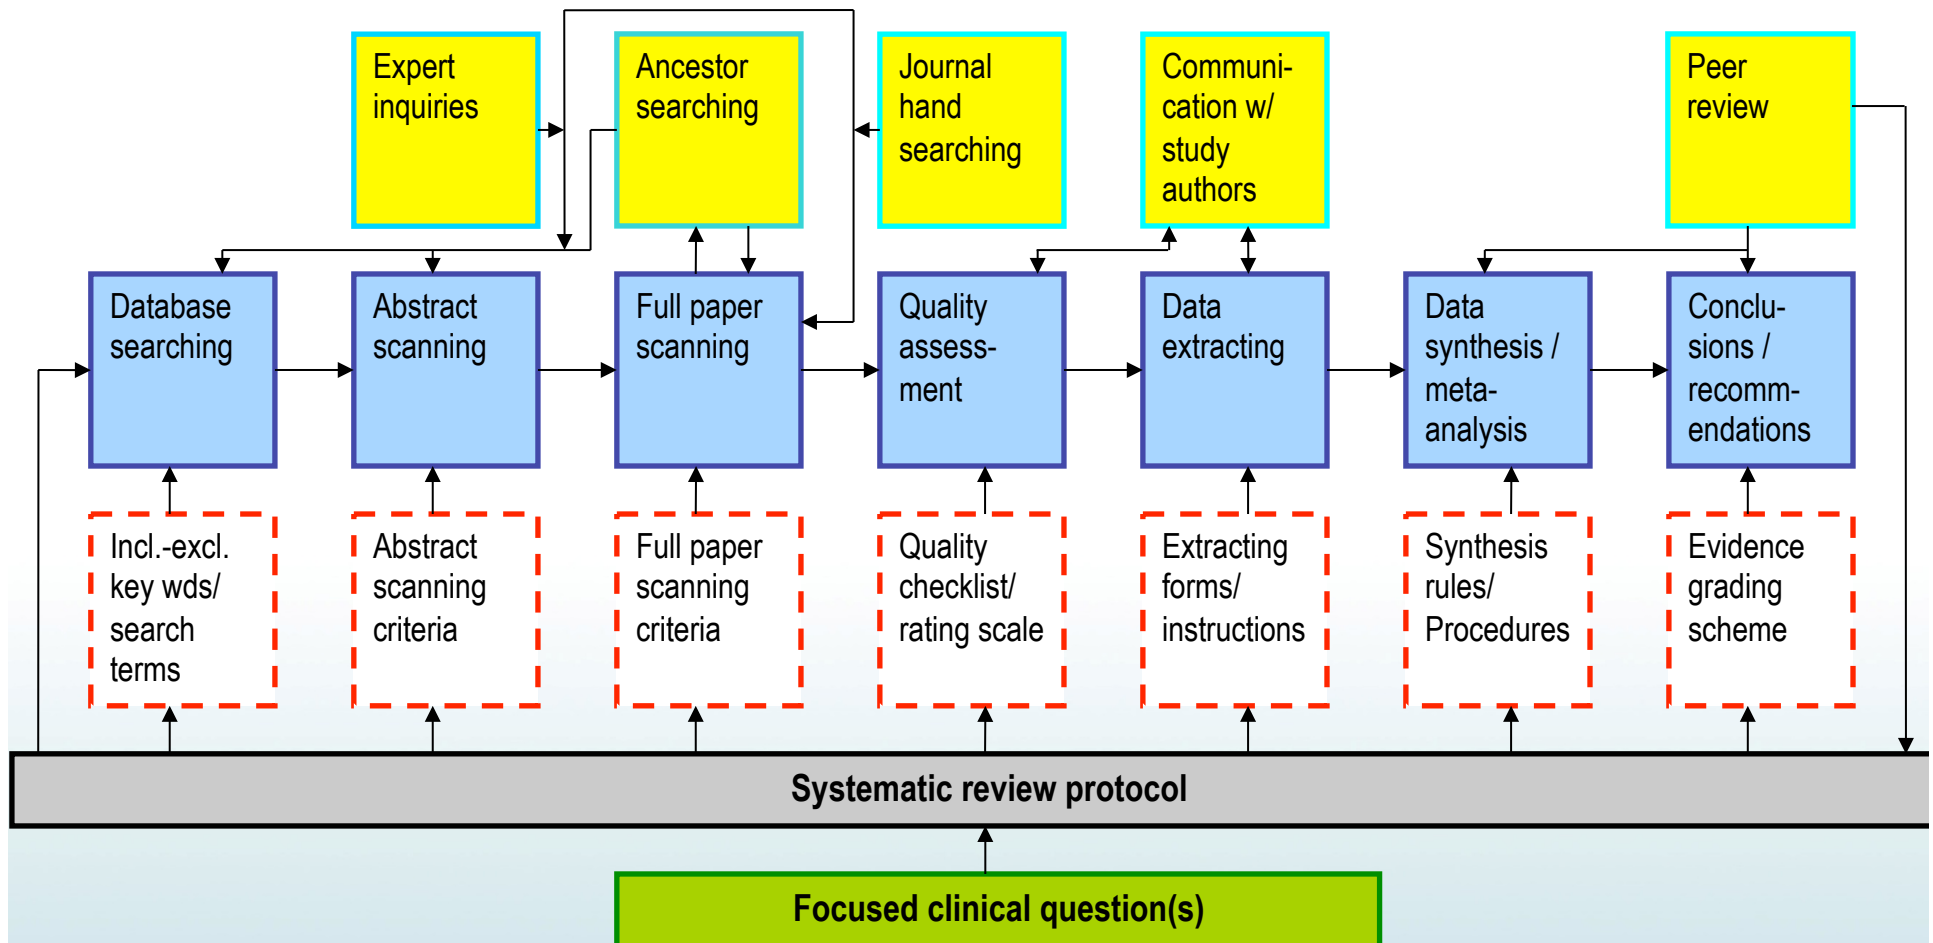 Expert
inquiries
Ancestor
searching
Journal
hand
searching
Communi-
cation w/
study
authors
Peer
review
Database
searching
Abstract
scanning
Full paper
scanning
Quality
assess-
ment
Data
extracting
Data
synthesis /
meta-
analysis
Conclu-
sions /
recomm-
endations
Incl.-excl.
key wds/
search
terms
Abstract
scanning
criteria
Full paper
scanning
criteria
Quality
checklist/
rating scale
Extracting
forms/
instructions
Synthesis
rules/
Procedures
Evidence
grading
scheme
Systematic review protocol
Focused clinical question(s)